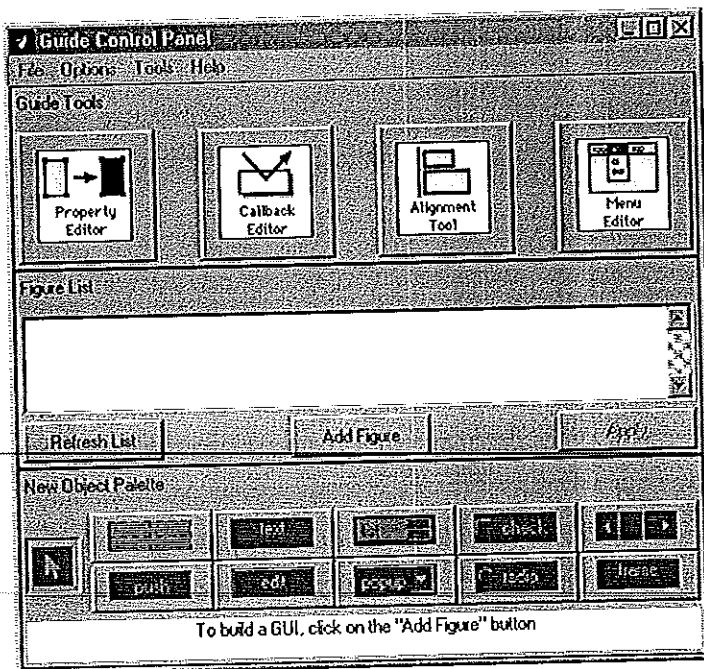 Guide Control Panel
File Options Tools Help
Guide Tools
Property Editor
Callback Editor
Alignment Tool
Menu Editor
Figure List
Refresh List Add Figure Apply
New Object Palette
text list check
push edit popup radio frame
To build a GUI, click on the "Add Figure" button